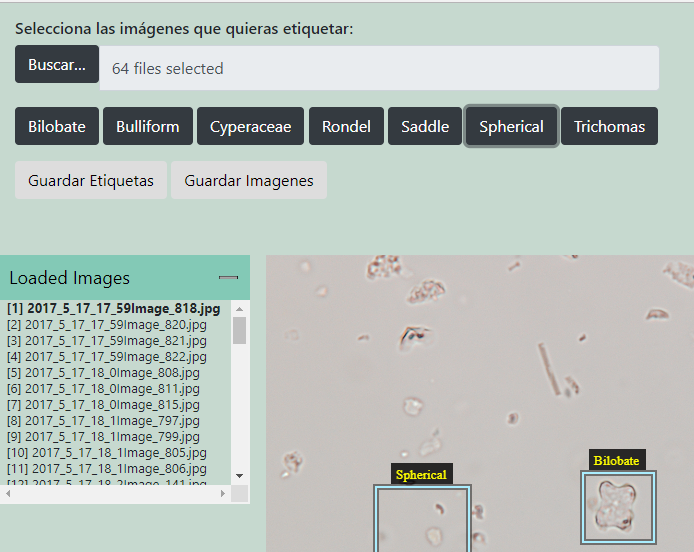 Selecciona las imágenes que quieras etiquetar:
Buscar... 64 files selected
Bilobate Bulliform Cyperaceae Rondel Saddle Spherical Trichomas
Guardar Etiquetas Guardar Imagenes
Loaded Images
[1] 2017_5_17_17_59Image_818.jpg
[2] 2017_5_17_17_59Image_820.jpg
[3] 2017_5_17_17_59Image_821.jpg
[4] 2017_5_17_17_59Image_822.jpg
[5] 2017_5_17_18_0Image_808.jpg
[6] 2017_5_17_18_0Image_811.jpg
[7] 2017_5_17_18_0Image_815.jpg
[8] 2017_5_17_18_1Image_797.jpg
[9] 2017_5_17_18_1Image_799.jpg
[10] 2017_5_17_18_1Image_805.jpg
[11] 2017_5_17_18_1Image_806.jpg
[12] 2017_5_17_18_2Image_141.jpg
Bilobate
Spherical